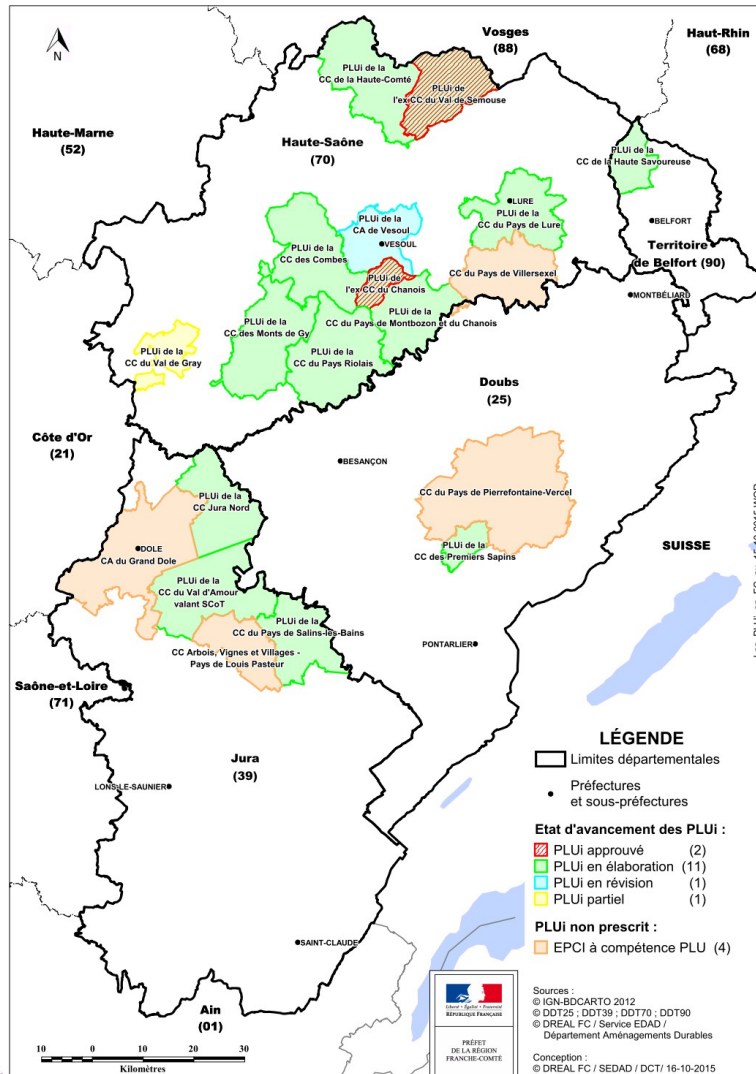 Vosges
(88)
Haut-Rhin
(68)
N
PLUi de la
CC de la Haute-Comté
PLUi de
l'ex CC du Val de Semouse
Haute-Marne
(52)
Haute-Saône
(70)
PLUi de la
CC de la Haute Savoureuse
LURE
PLUi de la
CC du Pays de Lure
PLUi de la
CA de Vesoul
VESOUL
BELFORT
Territoire
de Belfort (90)
PLUi de la
CC des Combes
PLUi de
l'ex CC du Chanois
CC du Pays de Villersexel
MONTBÉLIARD
PLUi de la
CC des Monts de Gy
PLUi de la
CC du Pays de Montbozon et du Chanois
PLUi de la
CC du Val de Gray
PLUi de la
CC du Pays Riolais
Doubs
(25)
Côte d'Or
(21)
BESANÇON
PLUi de la
CC Jura Nord
CC du Pays de Pierrefontaine-Vercel
DOLE
CA du Grand Dole
PLUi de la
CC des Premiers Sapins
SUISSE
PLUi de la
CC du Val d'Amour
valant SCoT
PLUi de la
CC du Pays de Salins-les-Bains
CC Arbois, Vignes et Villages -
Pays de Louis Pasteur
PONTARLIER
Saône-et-Loire
(71)
Jura
(39)
LONS-LE-SAUNIER
SAINT-CLAUDE
Ain
(01)
LÉGENDE
Limites départementales
Préfectures
et sous-préfectures
Etat d'avancement des PLUi :
PLUi approuvé (2)
PLUi en élaboration (11)
PLUi en révision (1)
PLUi partiel (1)
PLUi non prescrit :
EPCI à compétence PLU (4)
Liberté • Égalité • Fraternité
RÉPUBLIQUE FRANÇAISE
PRÉFET
DE LA RÉGION
FRANCHE-COMTÉ
Sources :
© IGN-BDCARTO 2012
© DDT25 ; DDT39 ; DDT70 ; DDT90
© DREAL FC / Service EDAD /
Département Aménagements Durables
Conception :
© DREAL FC / SEDAD / DCT/ 16-10-2015
10 0 10 20 30
Kilomètres